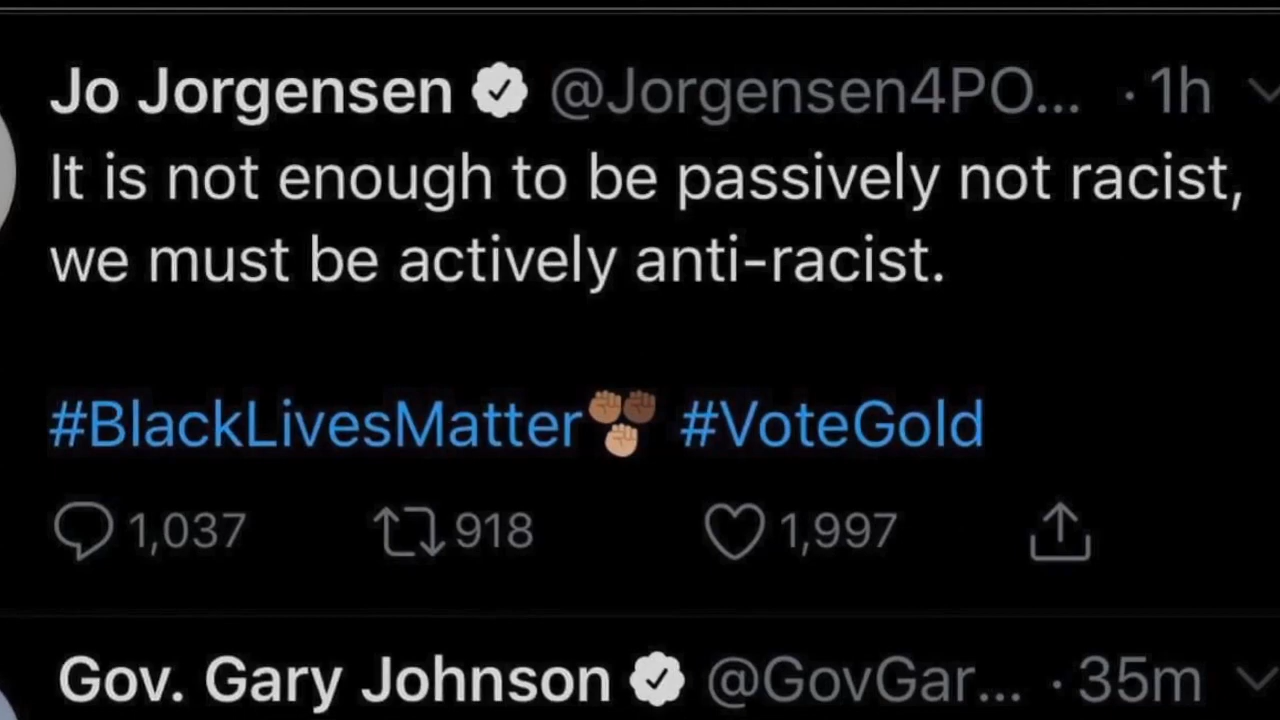 Jo Jorgensen @Jorgensen4PO... · 1h
It is not enough to be passively not racist,
we must be actively anti-racist.
#BlackLivesMatter✊🏽✊🏾✊🏼 #VoteGold
1,037 918 1,997
Gov. Gary Johnson @GovGar... · 35m